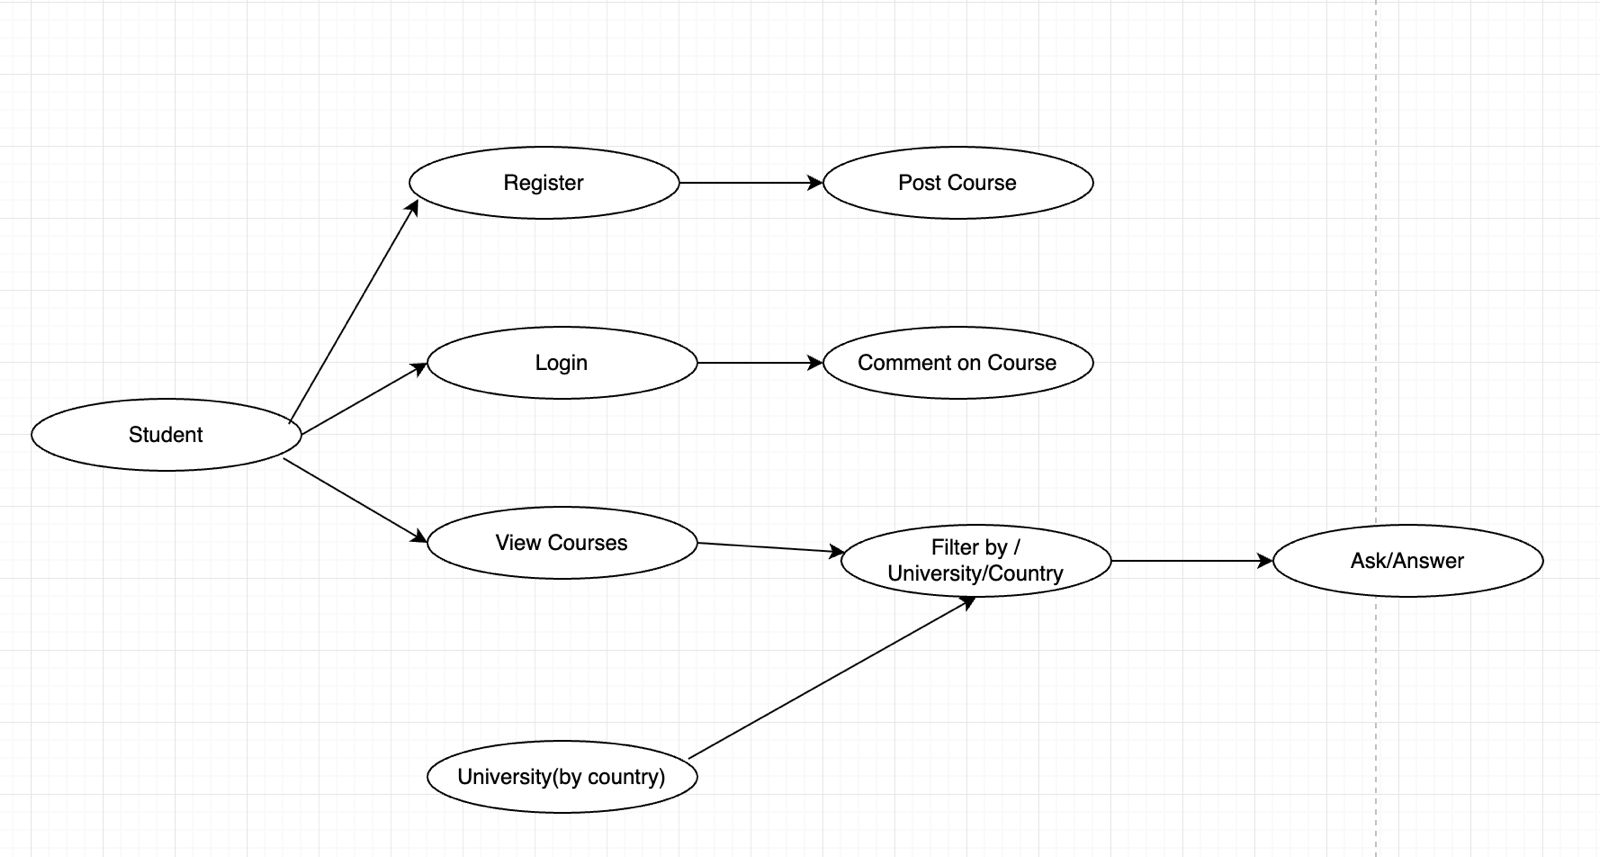 Register
Post Course
Login
Comment on Course
Student
View Courses
Filter by /
University/Country
Ask/Answer
University(by country)